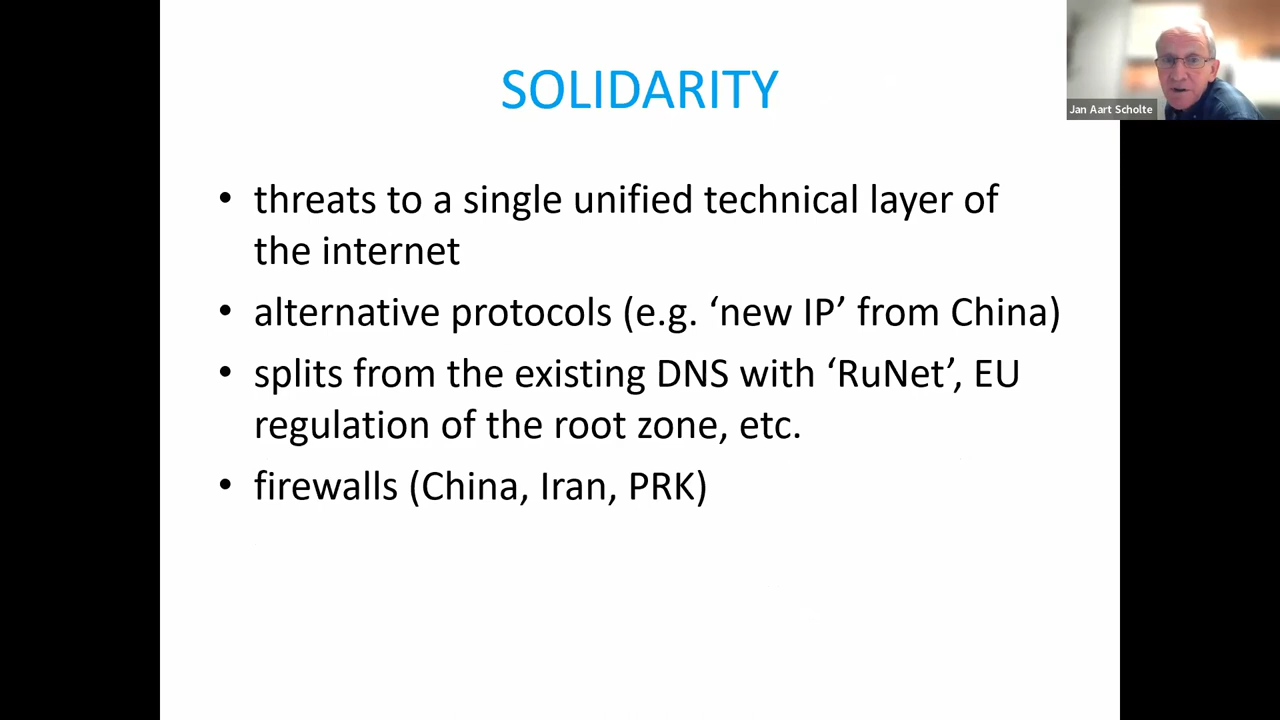 SOLIDARITY
Jan Aart Scholte
• threats to a single unified technical layer of
the internet
• alternative protocols (e.g. ‘new IP’ from China)
• splits from the existing DNS with ‘RuNet’, EU
regulation of the root zone, etc.
• firewalls (China, Iran, PRK)